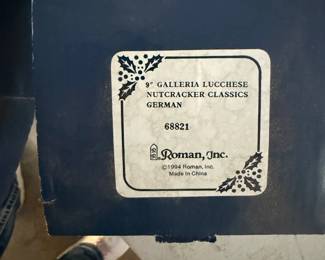 9" GALLERIA LUCCHESE
NUTCRACKER CLASSICS
GERMAN
68821
Roman, Inc.
©1994 Roman, Inc.
Made in China